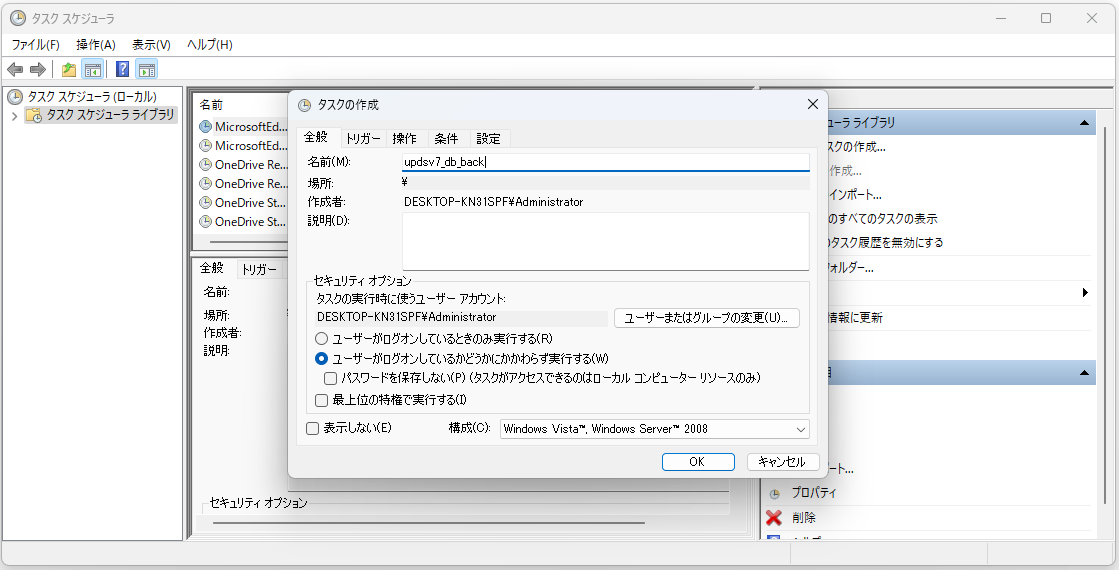 タスク スケジューラ
ファイル(F) 操作(A) 表示(V) ヘルプ(H)
タスク スケジューラ (ローカル)
タスク スケジューラ ライブラリ
名前
MicrosoftEd...
MicrosoftEd...
OneDrive Re...
OneDrive Re...
OneDrive St...
OneDrive St...
全般 トリガー
名前:
場所:
作成者:
説明:
セキュリティ オプション
タスクの作成
全般 トリガー 操作 条件 設定
名前(M): updsv7_db_back
場所: ¥
作成者: DESKTOP-KN31SPF¥Administrator
説明(D):
セキュリティ オプション
タスクの実行時に使うユーザー アカウント:
DESKTOP-KN31SPF¥Administrator ユーザーまたはグループの変更(U)...
ユーザーがログオンしているときのみ実行する(R)
ユーザーがログオンしているかどうかにかかわらず実行する(W)
パスワードを保存しない(P) (タスクがアクセスできるのはローカル コンピューター リソースのみ)
最上位の特権で実行する(I)
表示しない(E) 構成(C): Windows Vista™, Windows Server™ 2008
OK キャンセル
ューラ ライブラリ
スクの作成...
作成...
インポート...
のすべてのタスクの表示
タスク履歴を無効にする
ォルダー...
情報に更新
ート...
プロパティ
削除